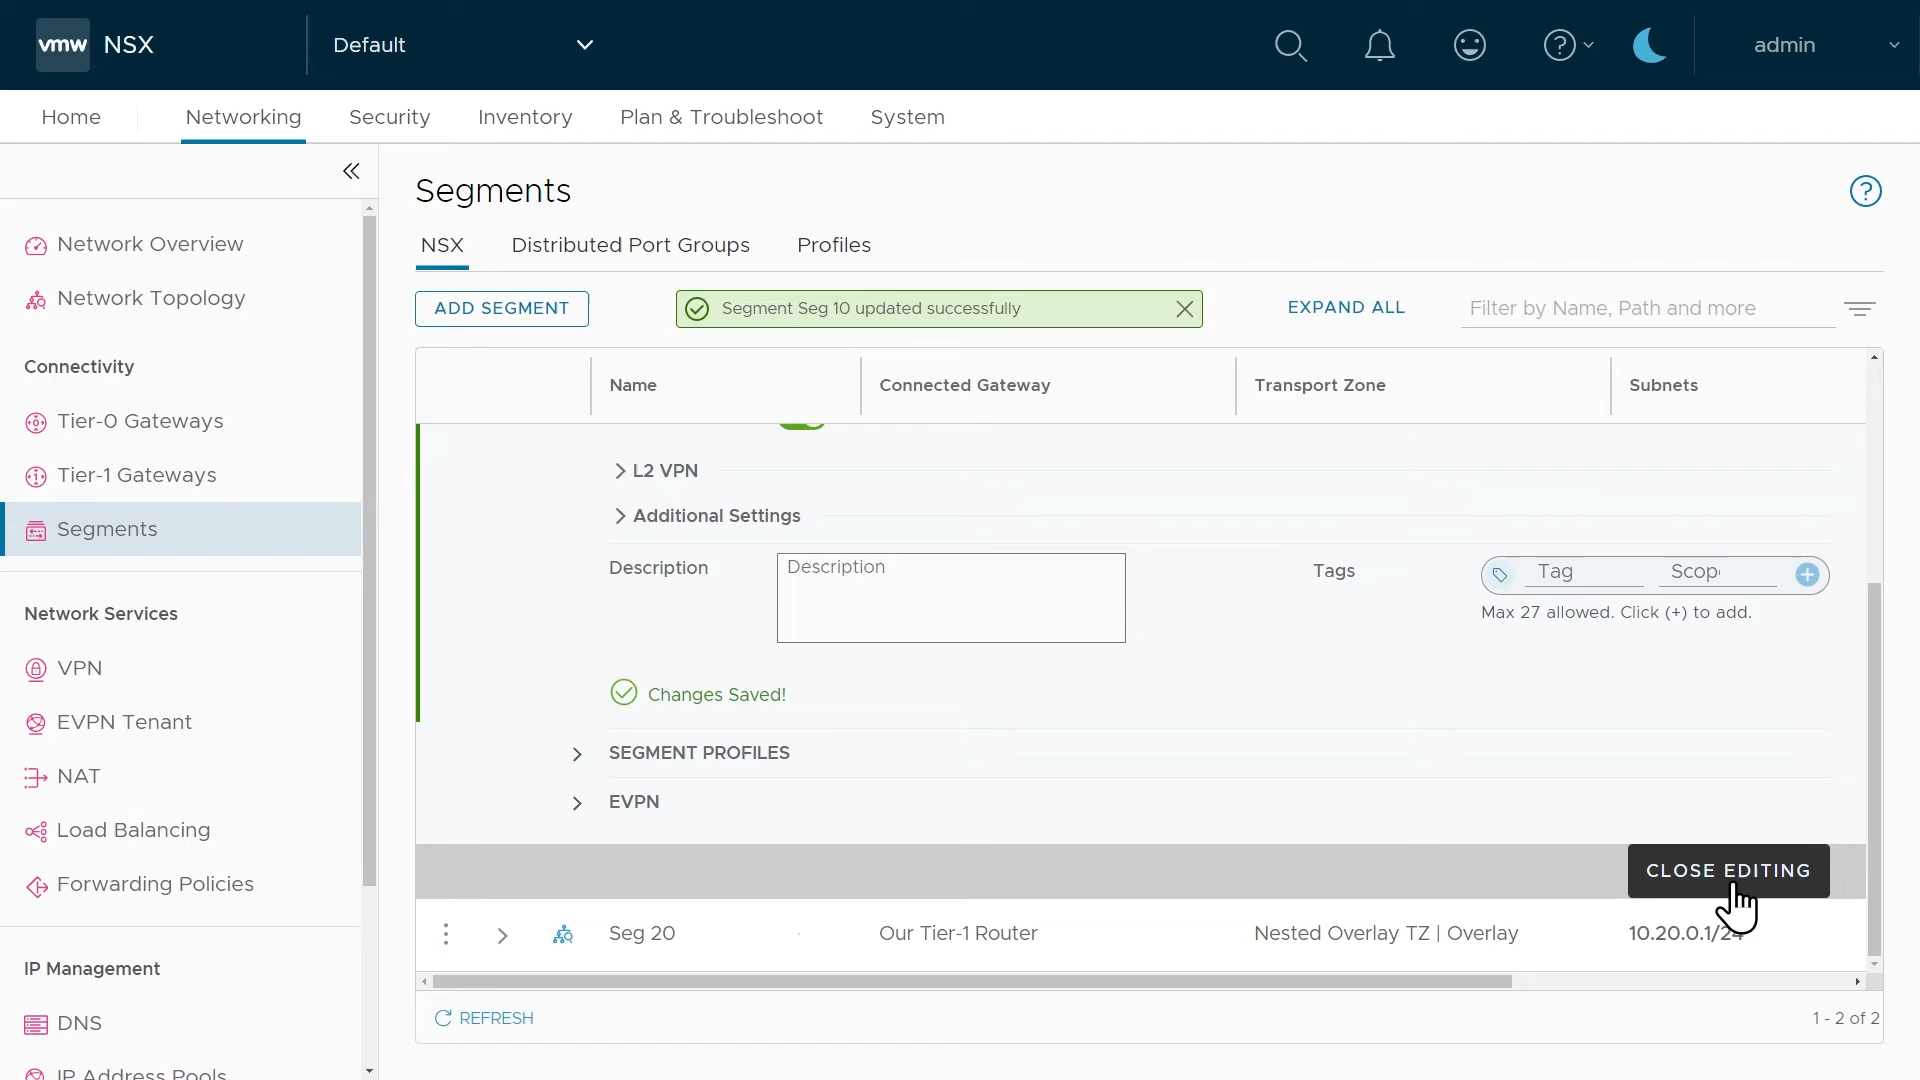 vmw NSX Default admin
Home Networking Security Inventory Plan & Troubleshoot System
Segments
NSX Distributed Port Groups Profiles
ADD SEGMENT Segment Seg 10 updated successfully EXPAND ALL Filter by Name, Path and more
Network Overview
Network Topology
Connectivity
Tier-0 Gateways
Tier-1 Gateways
Segments
Network Services
VPN
EVPN Tenant
NAT
Load Balancing
Forwarding Policies
IP Management
DNS
IP Address Pools
Name Connected Gateway Transport Zone Subnets
L2 VPN
Additional Settings
Description Description Tags Tag Scop
Max 27 allowed. Click (+) to add.
Changes Saved!
SEGMENT PROFILES
EVPN
CLOSE EDITING
Seg 20 Our Tier-1 Router Nested Overlay TZ | Overlay 10.20.0.1/24
REFRESH 1 - 2 of 2